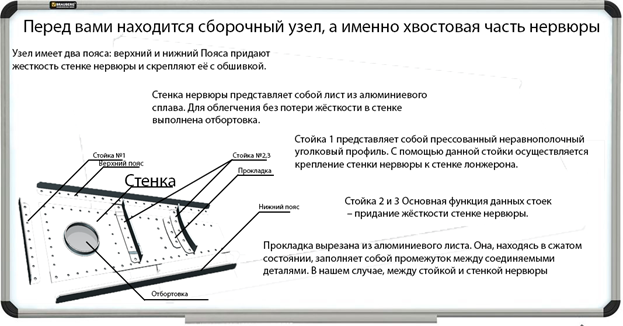 BRAUBERG
Перед вами находится сборочный узел, а именно хвостовая часть нервюры
Узел имеет два пояса: верхний и нижний Пояса придают
жесткость стенке нервюры и скрепляют её с обшивкой.
Стенка нервюры представляет собой лист из алюминиевого
сплава. Для облегчения без потери жёсткости в стенке
выполнена отбортовка.
Стойка 1 представляет собой прессованный неравнополочный
уголковый профиль. С помощью данной стойки осуществляется
крепление стенки нервюры к стенке лонжерона.
Стойка №1
Верхний пояс
Стойка №2,3
Прокладка
Стенка
Нижний пояс
Стойка 2 и 3 Основная функция данных стоек
– придание жёсткости стенке нервюры.
Прокладка вырезана из алюминиевого листа. Она, находясь в сжатом
состоянии, заполняет собой промежуток между соединяемыми
деталями. В нашем случае, между стойкой и стенкой нервюры
Отбортовка